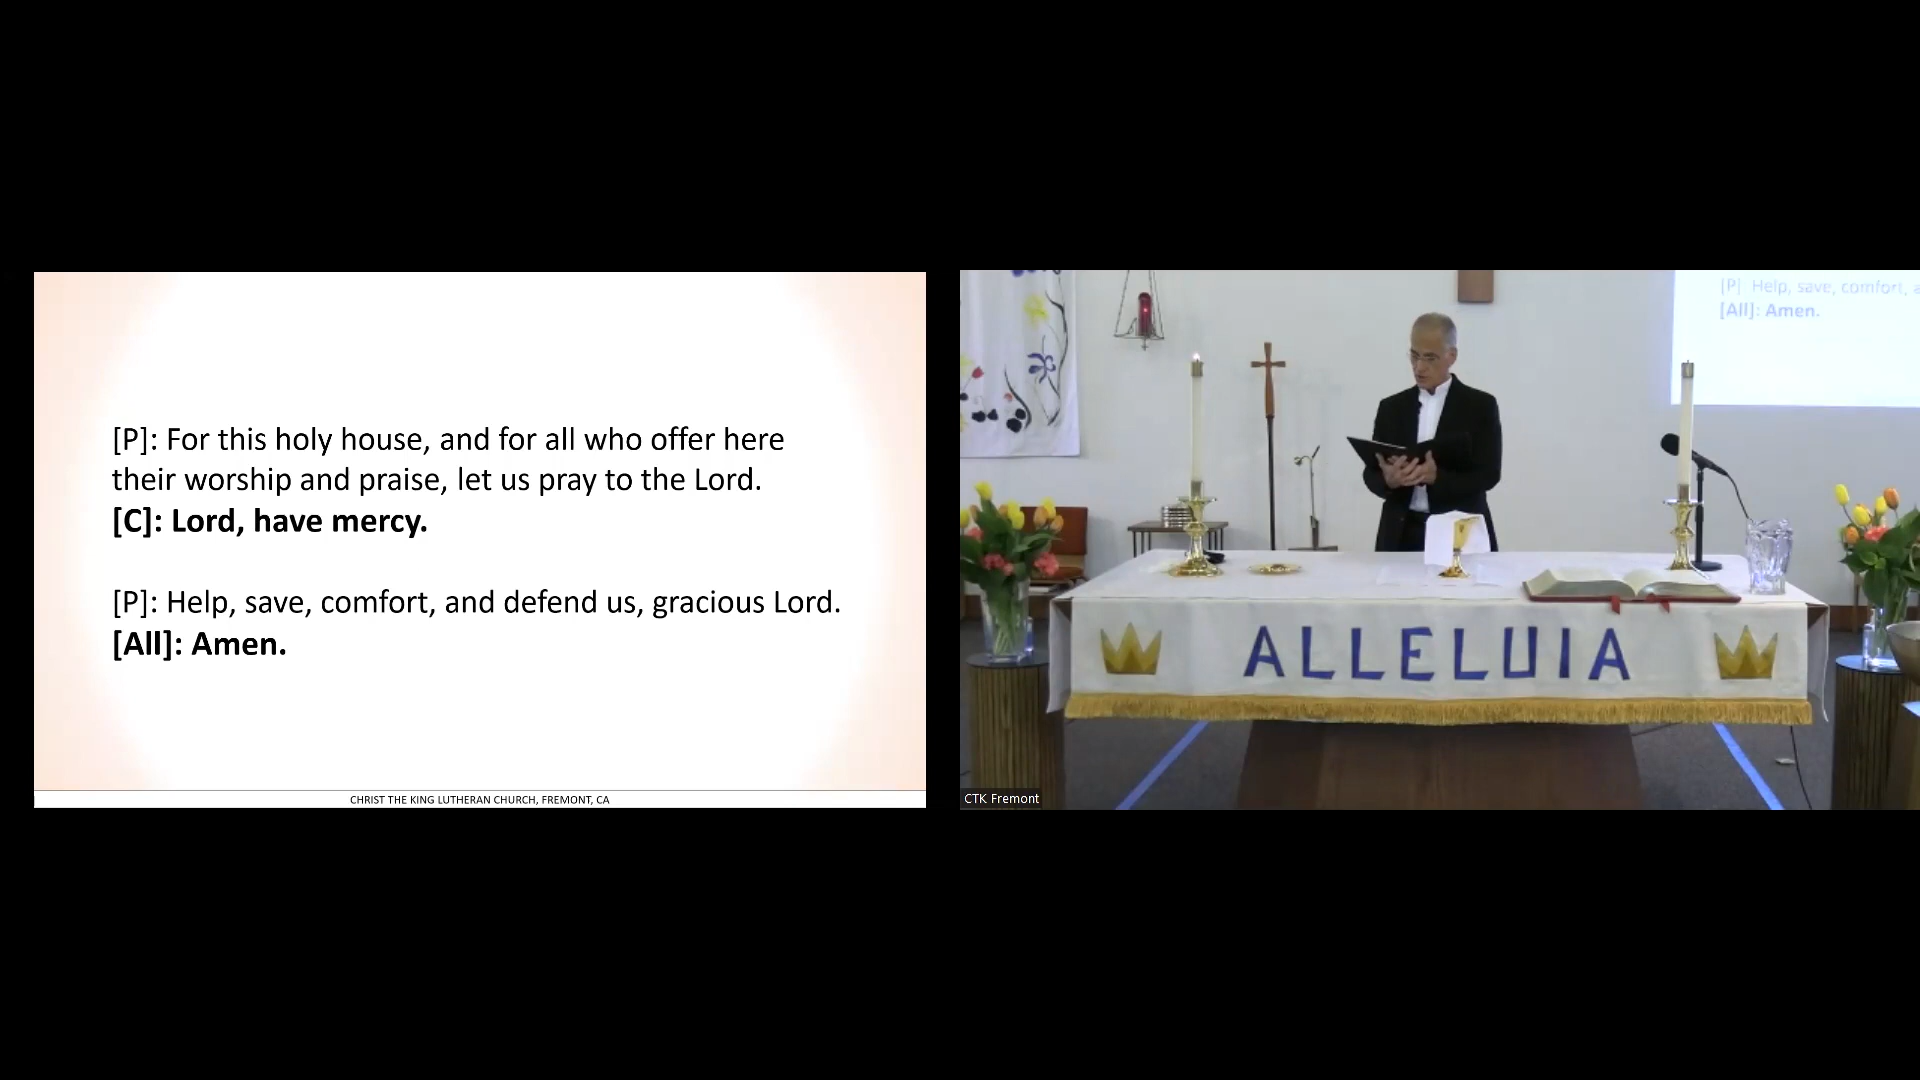 [P]: For this holy house, and for all who offer here
their worship and praise, let us pray to the Lord.
[C]: Lord, have mercy.
[P]: Help, save, comfort, and defend us, gracious Lord.
[All]: Amen.
CHRIST THE KING LUTHERAN CHURCH, FREMONT, CA
[P] Help, save, comfort, a
[All]: Amen.
ALLELUIA
CTK Fremont